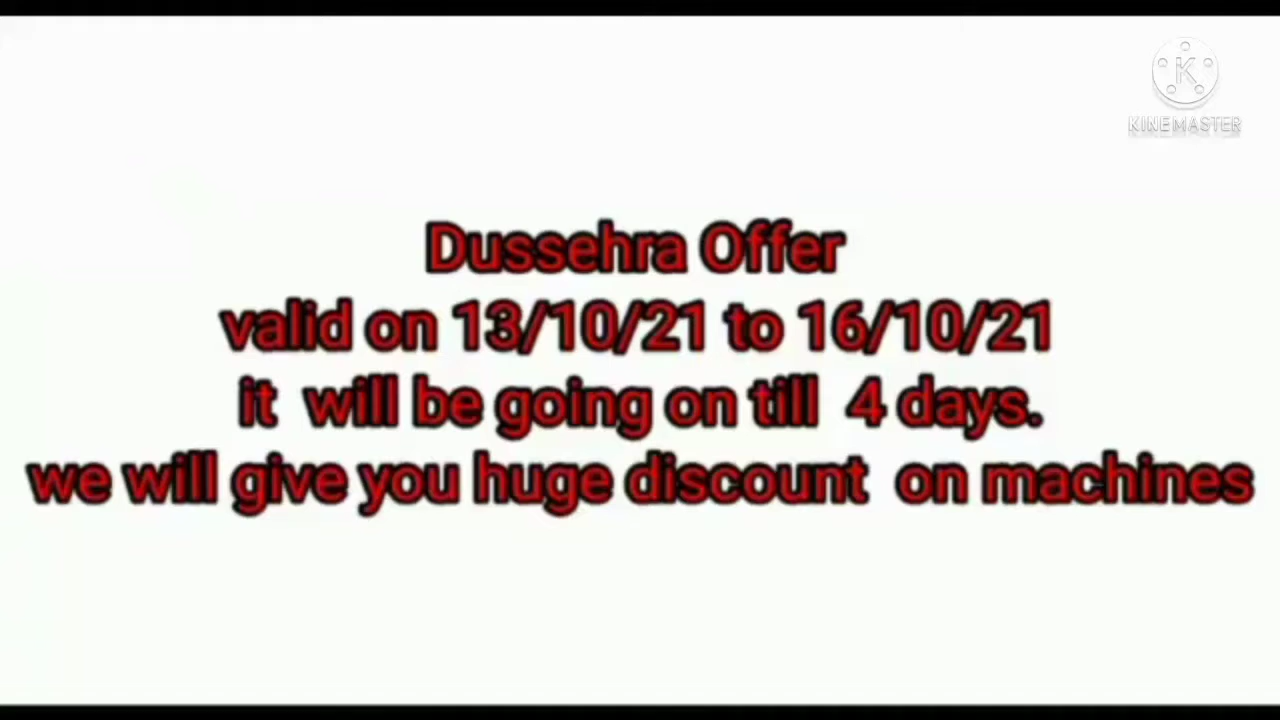 K
KINEMASTER
Dussehra Offer
valid on 13/10/21 to 16/10/21
it will be going on till 4 days.
we will give you huge discount on machines